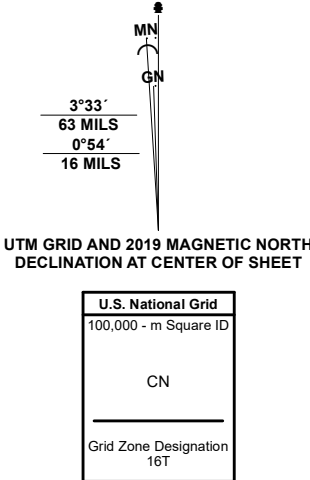 MN
GN
3°33´
63 MILS
0°54´
16 MILS
UTM GRID AND 2019 MAGNETIC NORTH
DECLINATION AT CENTER OF SHEET
U.S. National Grid
100,000 - m Square ID
CN
Grid Zone Designation
16T